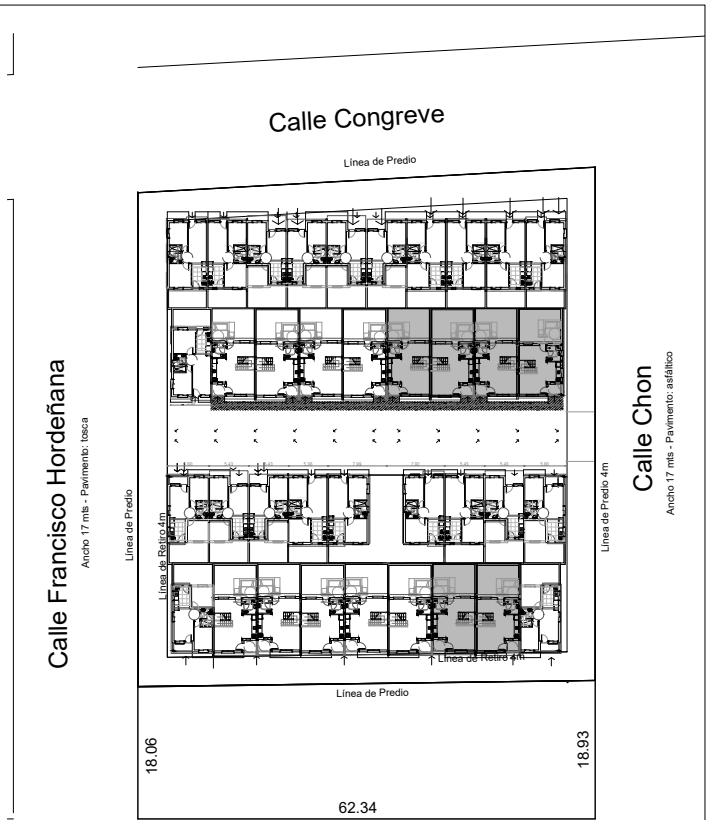 Calle Congreve
Línea de Predio
Calle Francisco Hordeñana
Ancho 17 mts - Pavimento: tosca
Línea de Predio
Línea de Retiro 4m
Calle Chon
Ancho 17 mts - Pavimento: asfáltico
Línea de Predio 4m
Línea de Retiro 4m
Línea de Predio
18.06
18.93
62.34